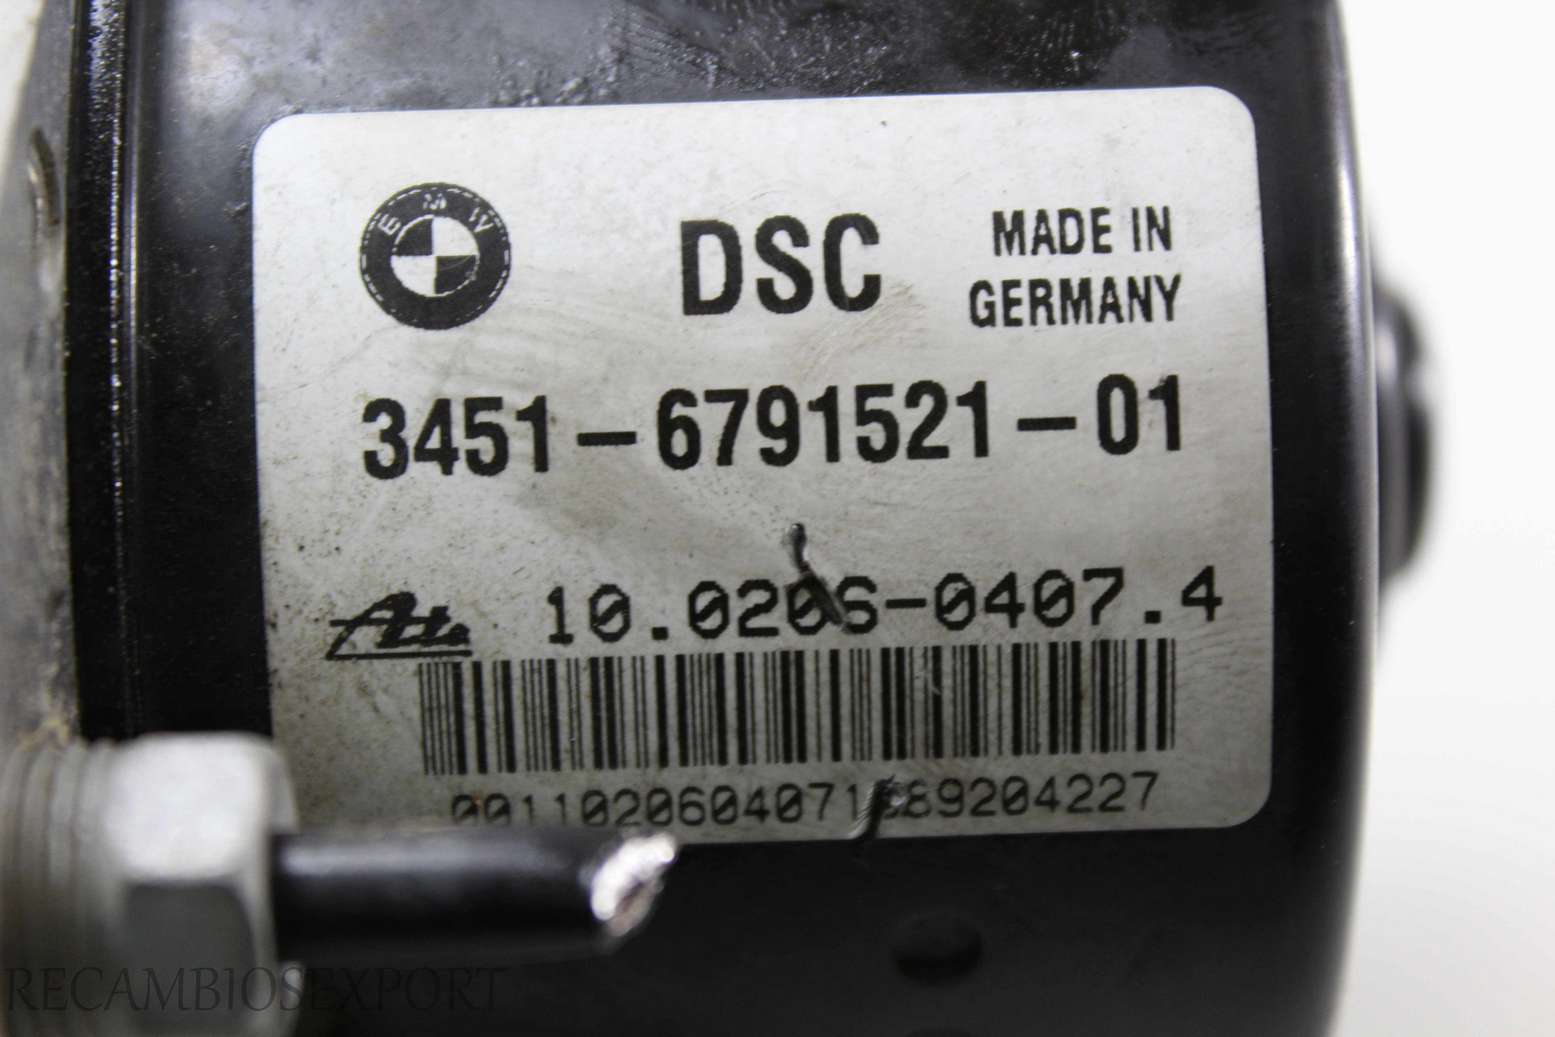 BMW
DSC
MADE IN
GERMANY
3451-6791521-01
Ate 10.0206-0407.4
RECAMBIOSEXPORT